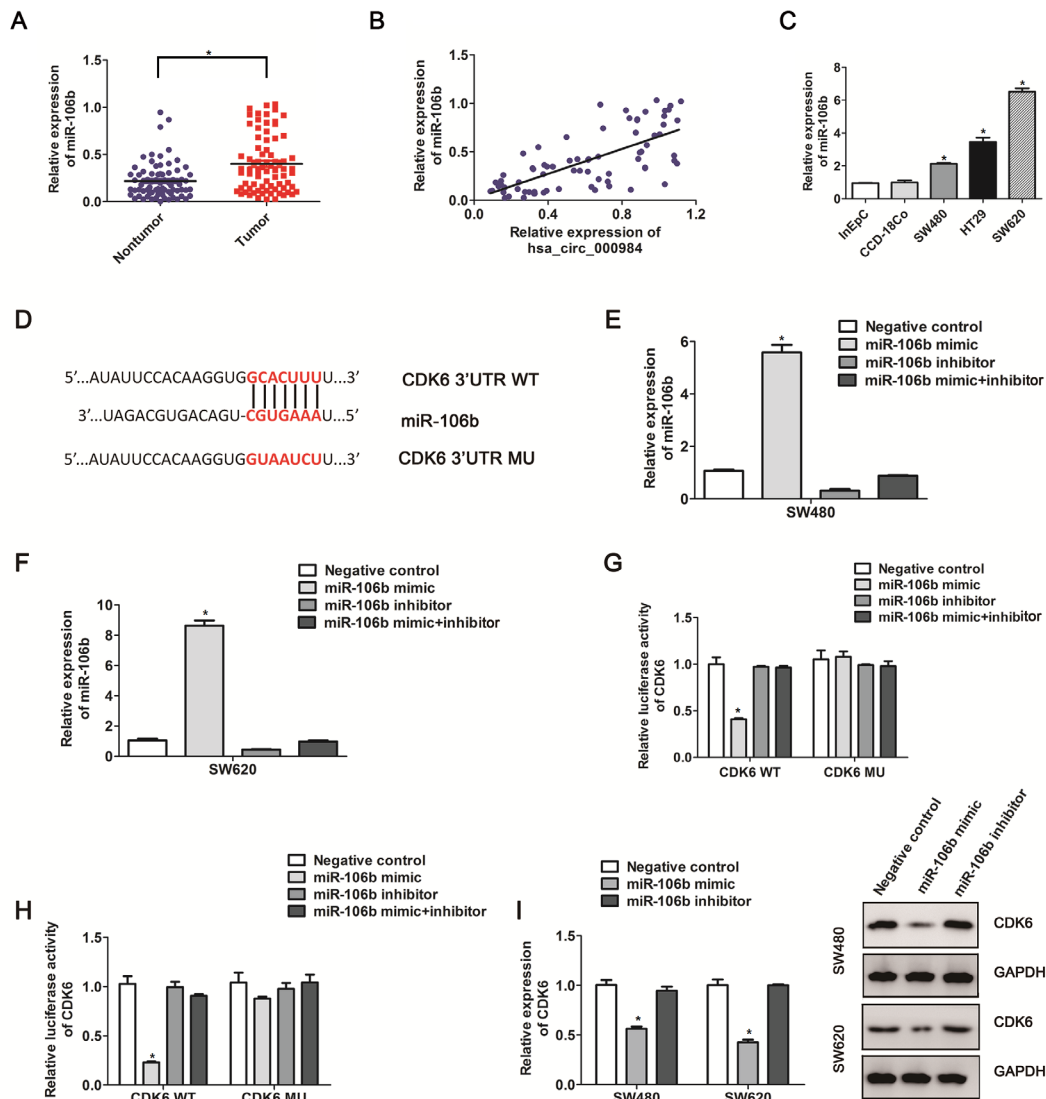 A
Relative expression
of miR-106b
1.5
1.0
0.5
0.0
*
Nontumor
Tumor
B
Relative expression
of miR-106b
1.5
1.0
0.5
0.0
0.0
0.4
0.8
1.2
Relative expression of
hsa_circ_000984
C
Relative expression
of miR-106b
8
6
4
2
0
*
*
*
InEpC
CCD-18Co
SW480
HT29
SW620
D
5’...AUAUUCCACAAGGUGGCACUUUU...3’
CDK6 3’UTR WT
3’...UAGACGUGACAGU-CGUGAAAU...5’
miR-106b
5’...AUAUUCCACAAGGUGGUAAUCUU...3’
CDK6 3’UTR MU
E
Negative control
miR-106b mimic
miR-106b inhibitor
miR-106b mimic+inhibitor
Relative expression
of miR-106b
6
4
2
0
*
SW480
F
Negative control
miR-106b mimic
miR-106b inhibitor
miR-106b mimic+inhibitor
Relative expression
of miR-106b
10
8
6
4
2
0
*
SW620
G
Negative control
miR-106b mimic
miR-106b inhibitor
miR-106b mimic+inhibitor
Relative luciferase activity
of CDK6
1.5
1.0
0.5
0.0
*
CDK6 WT
CDK6 MU
H
Negative control
miR-106b mimic
miR-106b inhibitor
miR-106b mimic+inhibitor
Relative luciferase activity
of CDK6
1.5
1.0
0.5
0.0
*
CDK6 WT
CDK6 MU
I
Negative control
miR-106b mimic
miR-106b inhibitor
Relative expression
of CDK6
1.5
1.0
0.5
0.0
*
*
SW480
SW620
Negative control
miR-106b mimic
miR-106b inhibitor
SW480
CDK6
GAPDH
SW620
CDK6
GAPDH